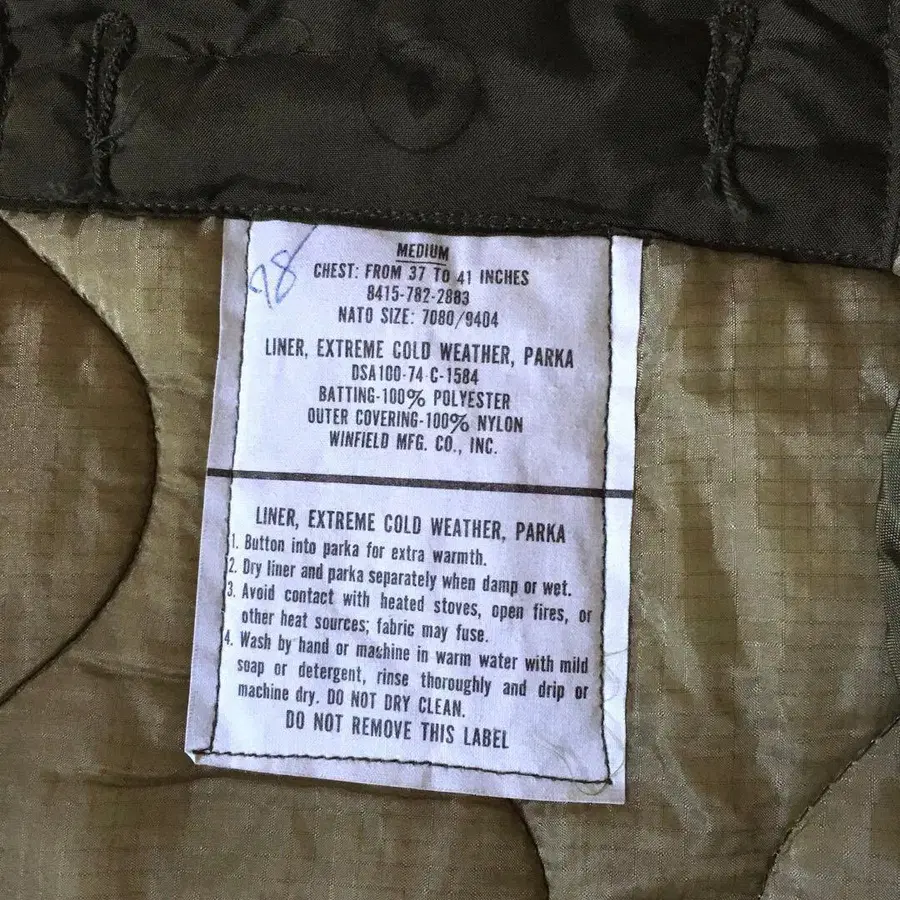 78
MEDIUM
CHEST: FROM 37 TO 41 INCHES
8415-782-2883
NATO SIZE: 7080/9404
LINER, EXTREME COLD WEATHER, PARKA
DSA100-74-C-1584
BATTING-100% POLYESTER
OUTER COVERING-100% NYLON
WINFIELD MFG. CO., INC.
LINER, EXTREME COLD WEATHER, PARKA
1. Button into parka for extra warmth.
2. Dry liner and parka separately when damp or wet.
3. Avoid contact with heated stoves, open fires, or
other heat sources; fabric may fuse.
4. Wash by hand or machine in warm water with mild
soap or detergent, rinse thoroughly and drip or
machine dry. DO NOT DRY CLEAN.
DO NOT REMOVE THIS LABEL